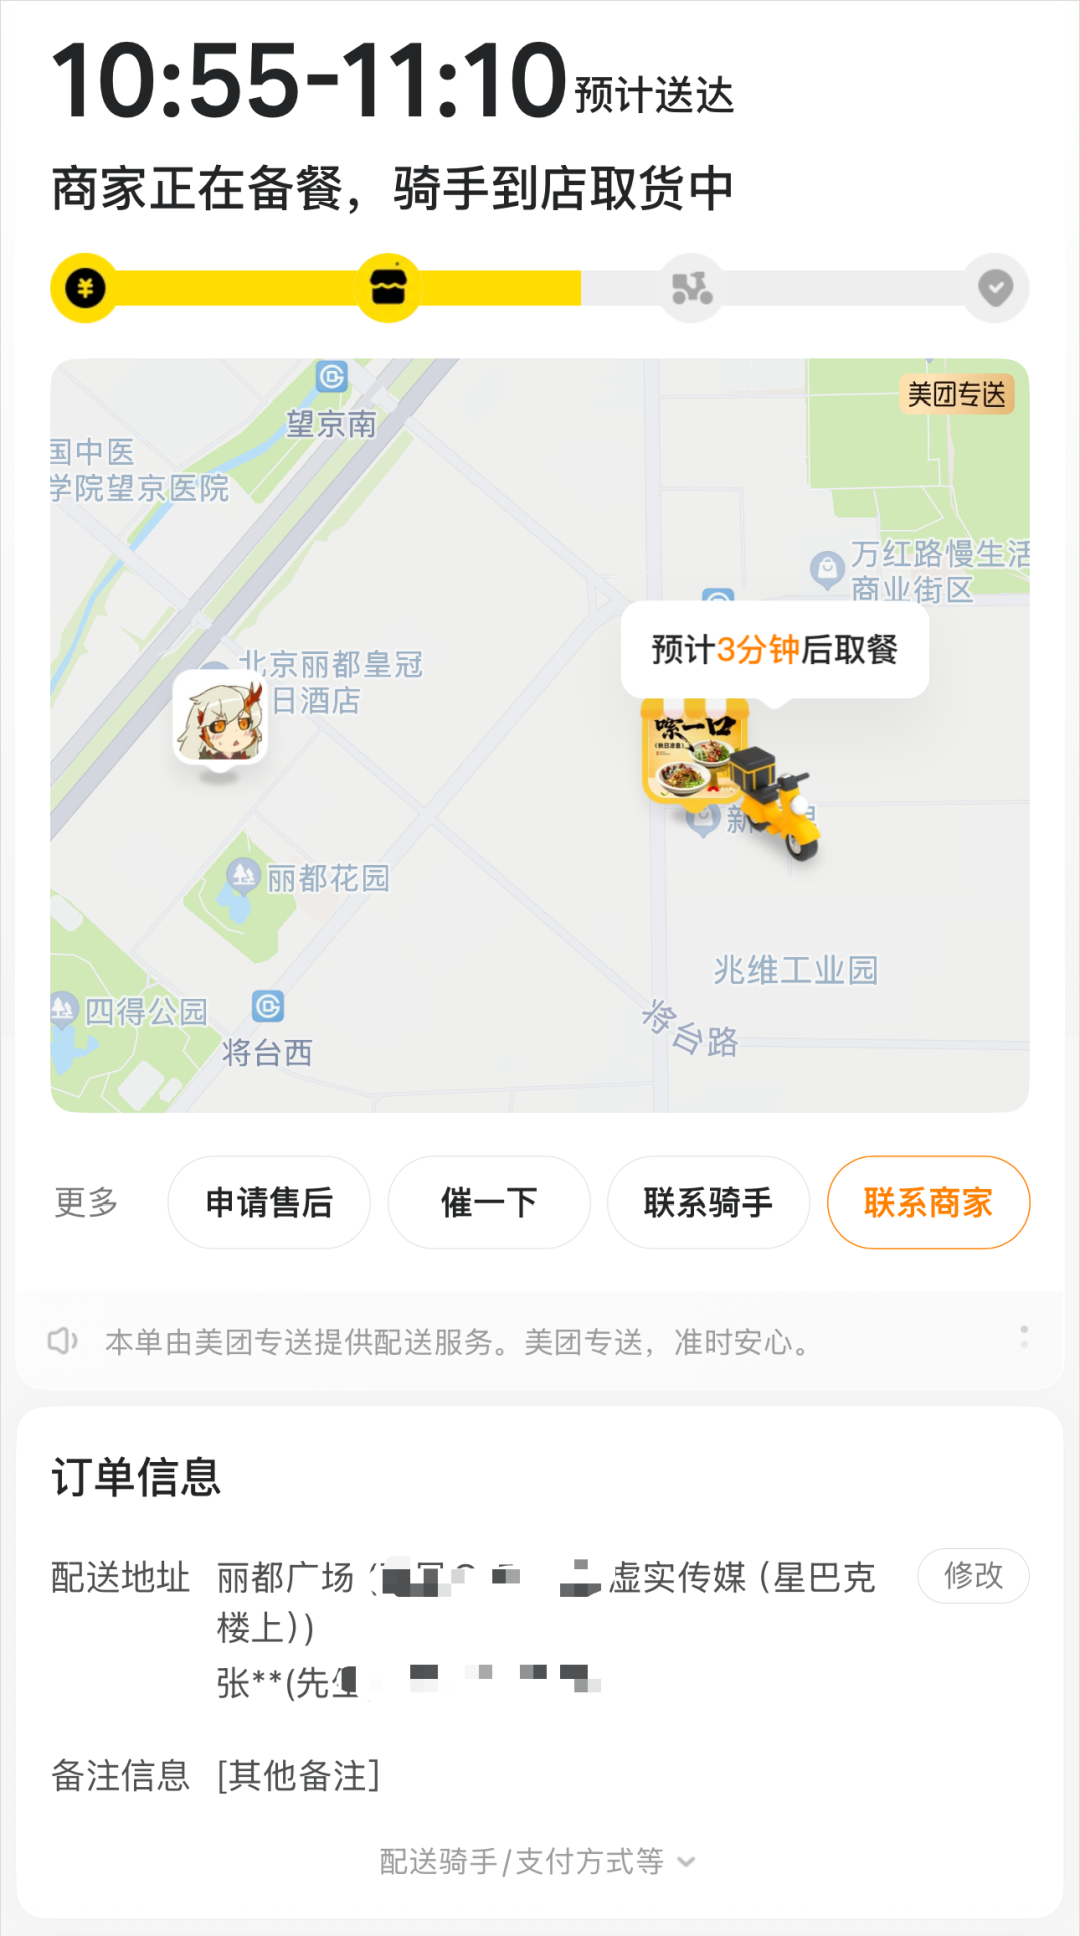 10:55-11:10预计送达
商家正在备餐，骑手到店取货中
美团专送
望京南
国中医
学院望京医院
万红路慢生活
商业街区
预计3分钟后取餐
北京丽都皇冠
日酒店
嗦一口
新
丽都花园
兆维工业园
四得公园
将台西
将台路
更多
申请售后
催一下
联系骑手
联系商家
本单由美团专送提供配送服务。美团专送，准时安心。
订单信息
配送地址 丽都广场（ 虚实传媒（星巴克
楼上））
修改
张**(先生
备注信息 [其他备注]
配送骑手/支付方式等